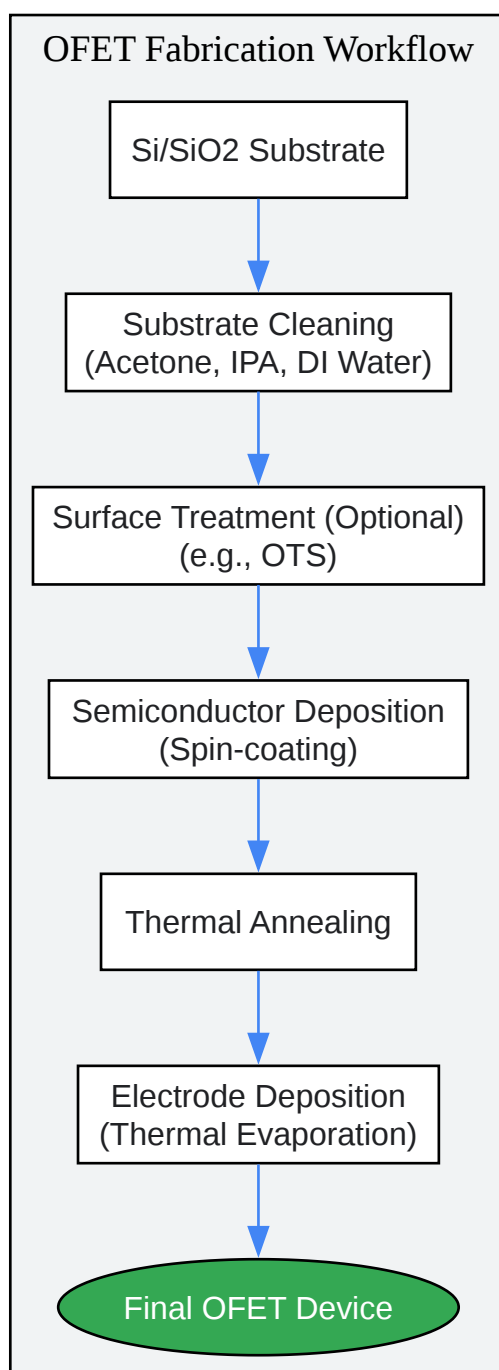 OFET Fabrication Workflow
Si/SiO2 Substrate
Substrate Cleaning
(Acetone, IPA, DI Water)
Surface Treatment (Optional)
(e.g., OTS)
Semiconductor Deposition
(Spin-coating)
Thermal Annealing
Electrode Deposition
(Thermal Evaporation)
Final OFET Device